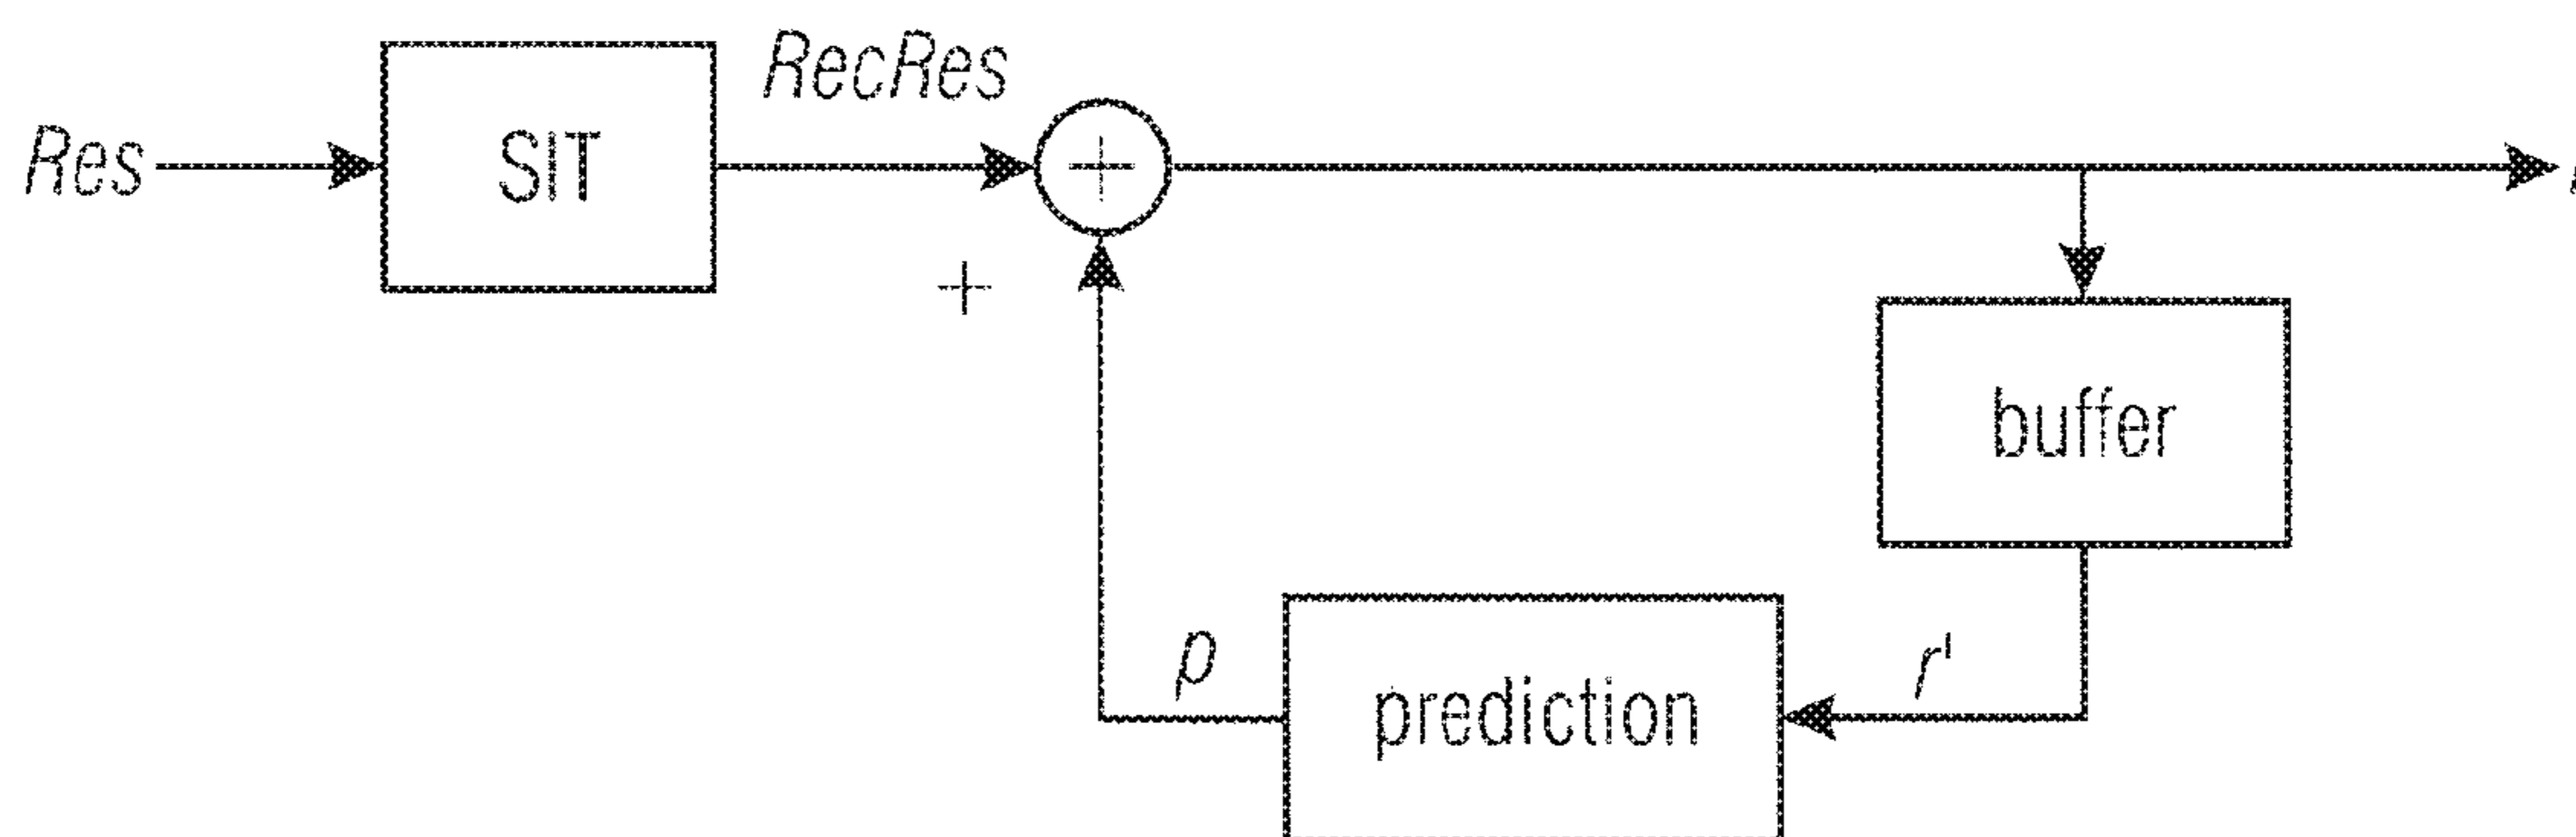 RecRes
Res
SIT
+
+
buffer
p
r'
prediction